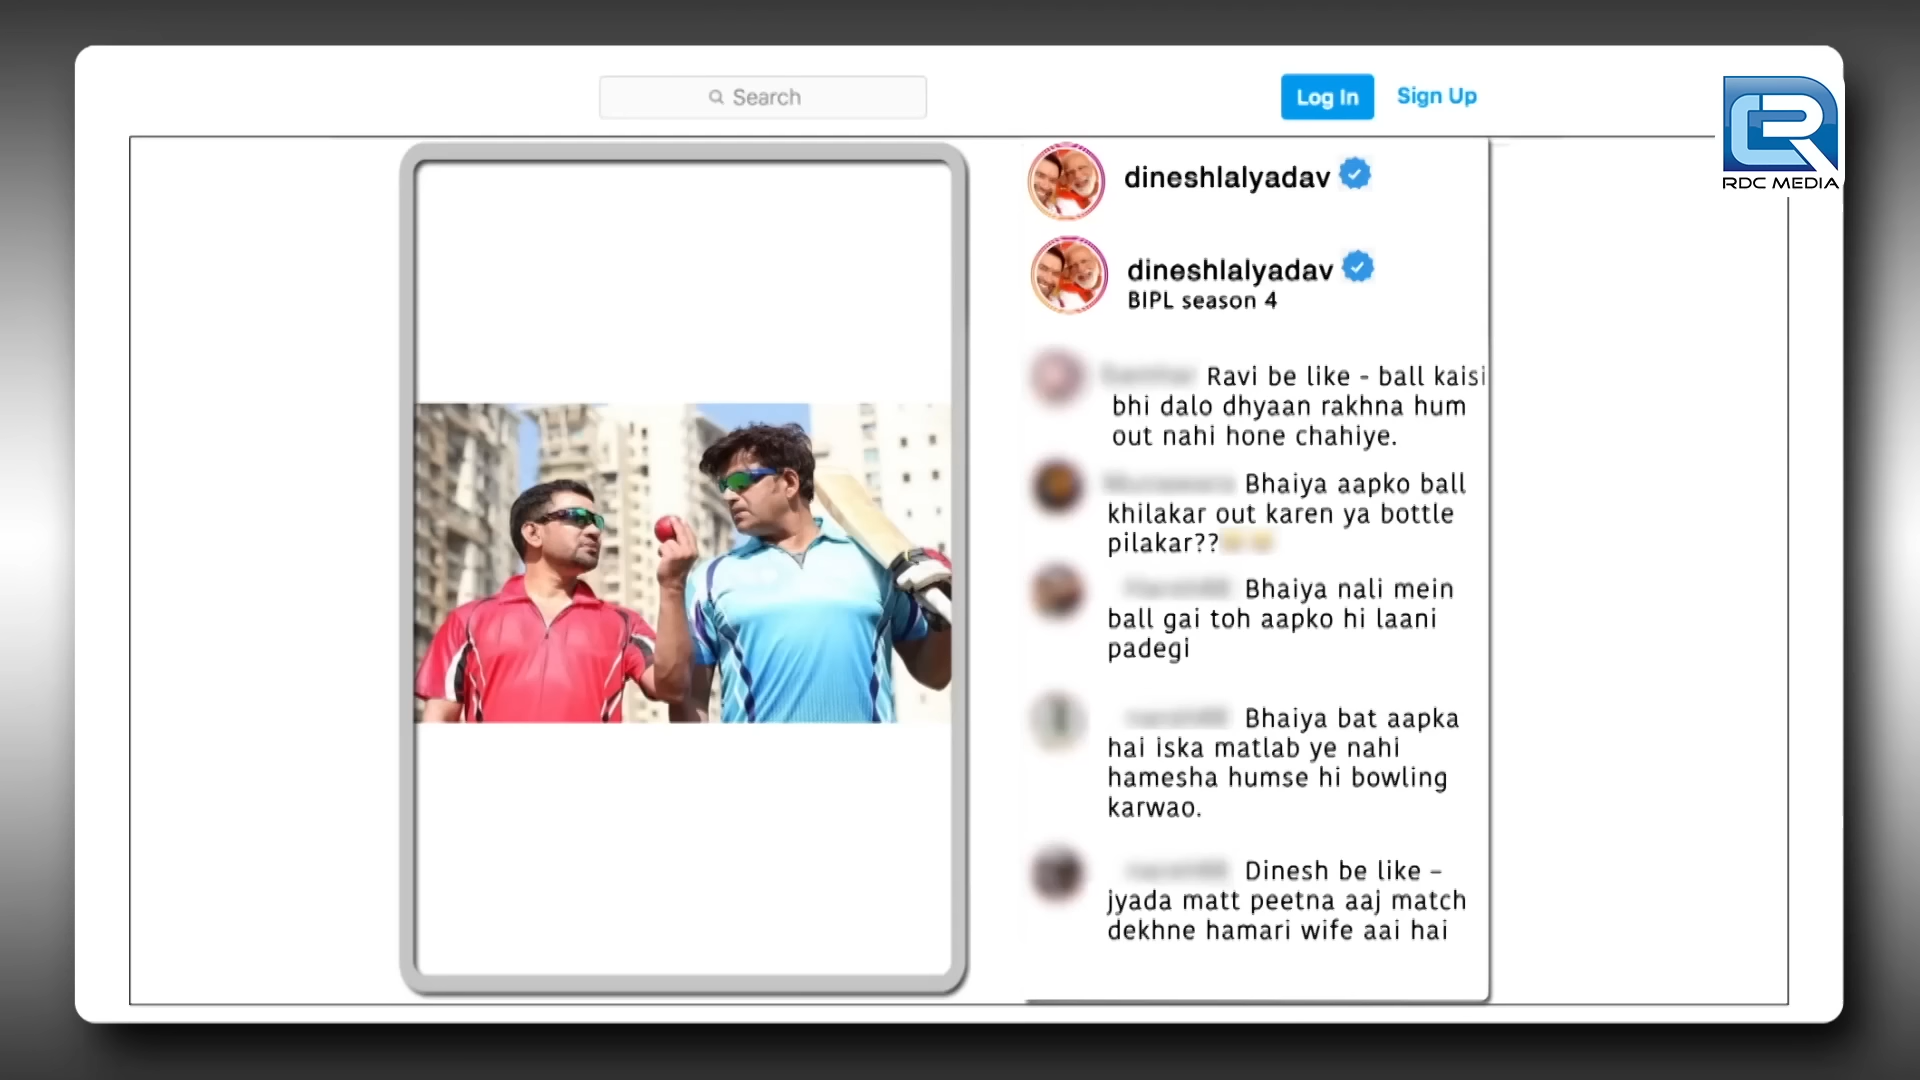 Search
Log In
Sign Up
RDC MEDIA
dineshlalyadav
dineshlalyadav
BIPL season 4
Ravi be like - ball kaisi
bhi dalo dhyaan rakhna hum
out nahi hone chahiye.
Bhaiya aapko ball
khilakar out karen ya bottle
pilakar??
Bhaiya nali mein
ball gai toh aapko hi laani
padegi
Bhaiya bat aapka
hai iska matlab ye nahi
hamesha humse hi bowling
karwao.
Dinesh be like –
jyada matt peetna aaj match
dekhne hamari wife aai hai